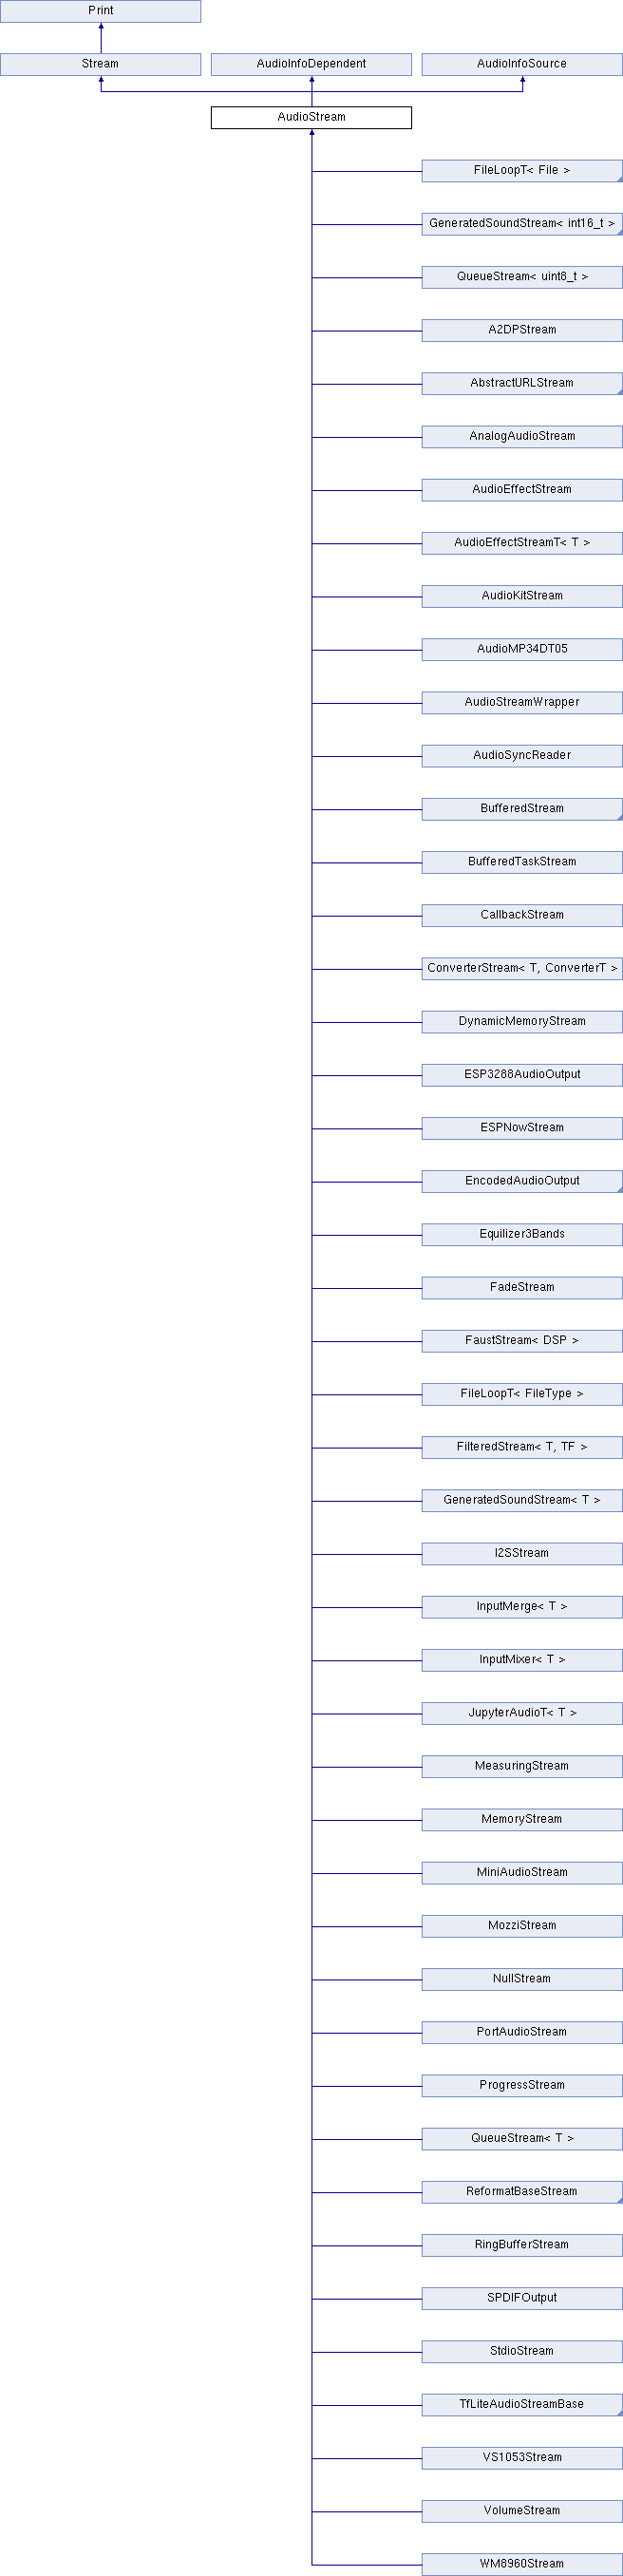 Print
Stream
AudioInfoDependent
AudioInfoSource
AudioStream
FileLoopT< File >
GeneratedSoundStream< int16_t >
QueueStream< uint8_t >
A2DPStream
AbstractURLStream
AnalogAudioStream
AudioEffectStream
AudioEffectStreamT< T >
AudioKitStream
AudioMP34DT05
AudioStreamWrapper
AudioSyncReader
BufferedStream
BufferedTaskStream
CallbackStream
ConverterStream< T, ConverterT >
DynamicMemoryStream
ESP3288AudioOutput
ESPNowStream
EncodedAudioOutput
Equilizer3Bands
FadeStream
FaustStream< DSP >
FileLoopT< FileType >
FilteredStream< T, TF >
GeneratedSoundStream< T >
I2SStream
InputMerge< T >
InputMixer< T >
JupyterAudioT< T >
MeasuringStream
MemoryStream
MiniAudioStream
MozziStream
NullStream
PortAudioStream
ProgressStream
QueueStream< T >
ReformatBaseStream
RingBufferStream
SPDIFOutput
StdioStream
TfLiteAudioStreamBase
VS1053Stream
VolumeStream
WM8960Stream